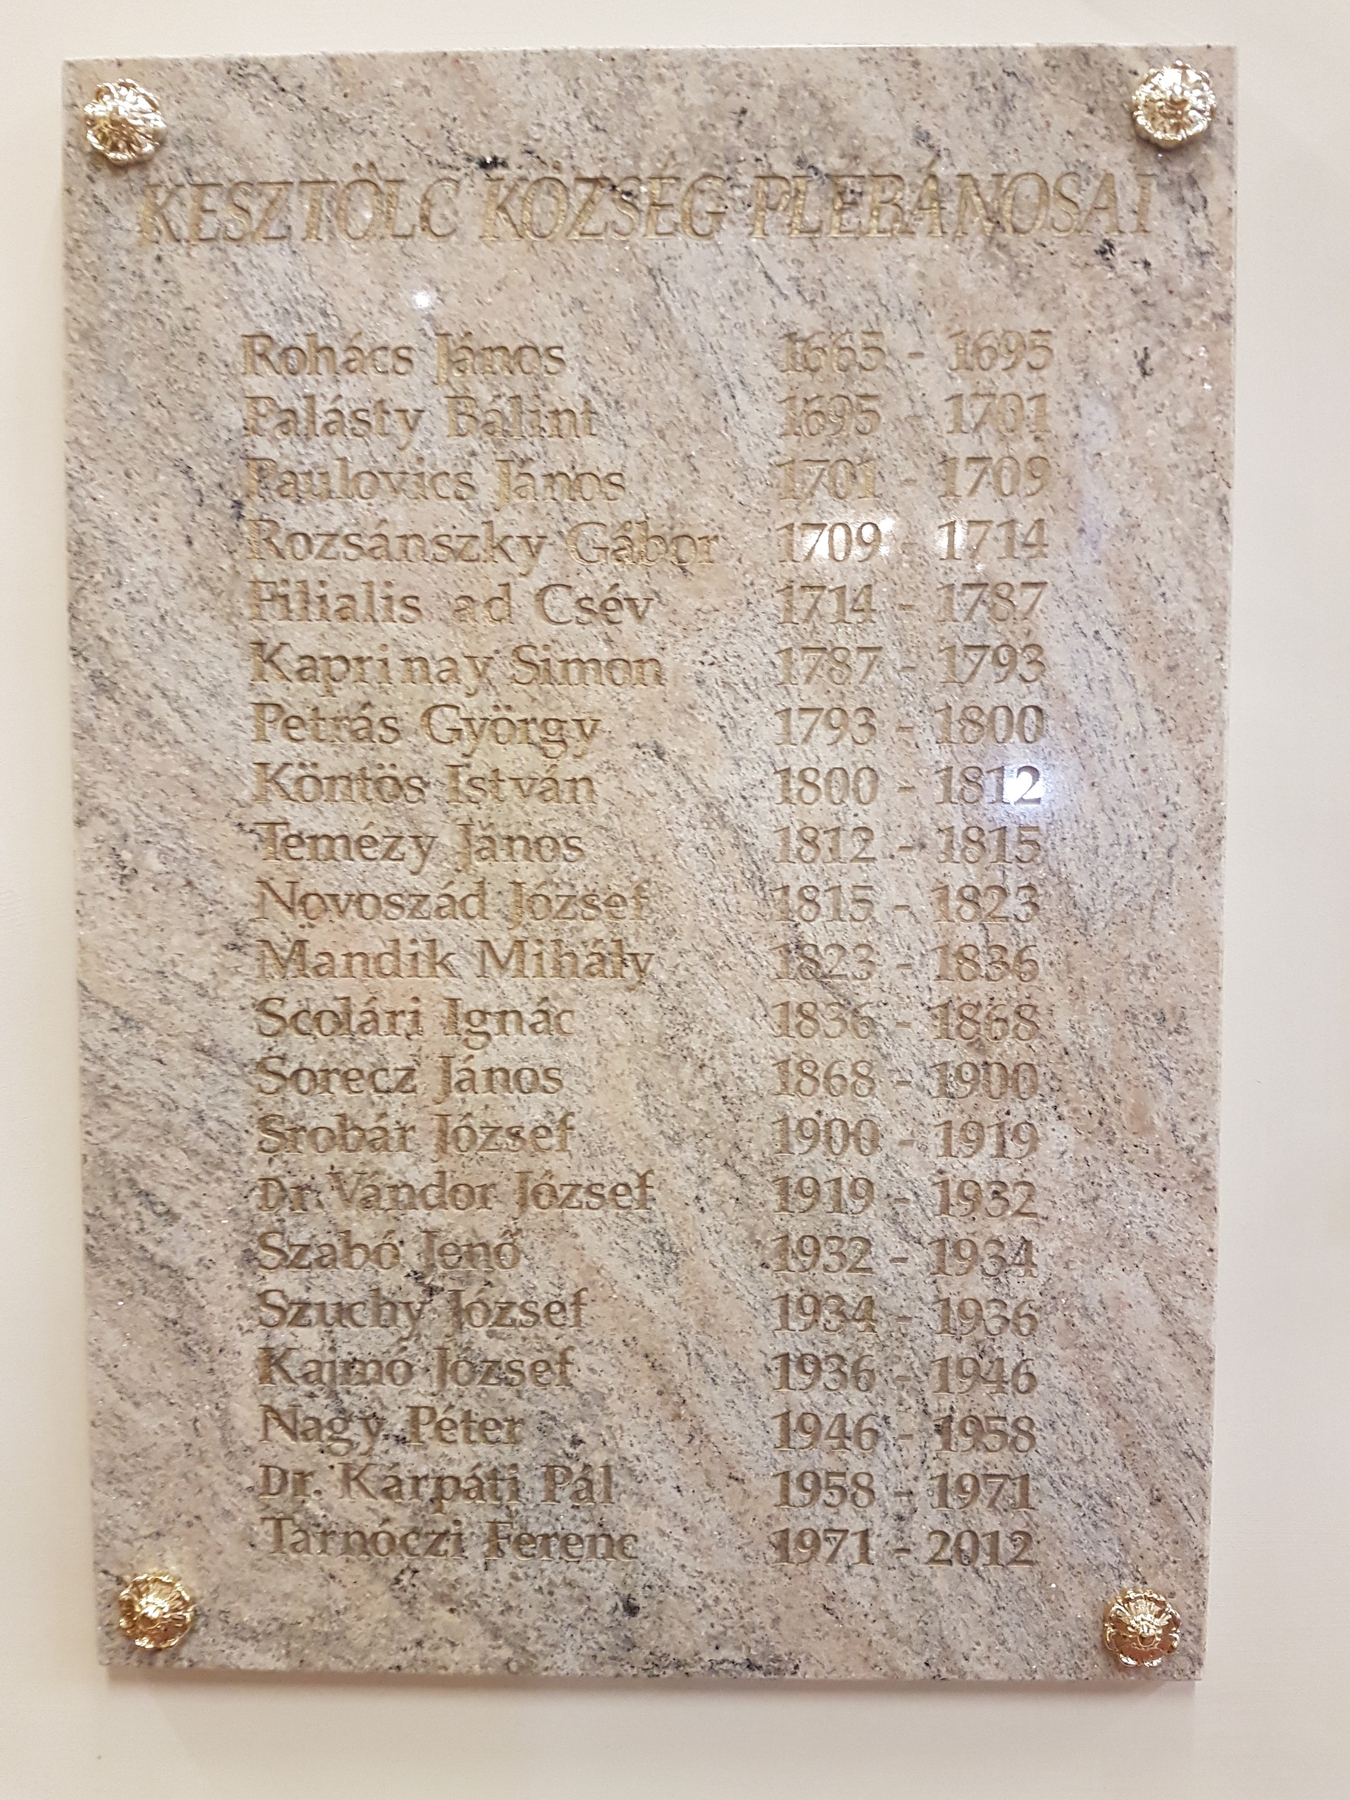 KESZTÖLC KÖZSÉG PLÉBÁNOSAI
Rohács János 1665 - 1695
Palásty Bálint 1695 - 1701
Paulovics János 1701 - 1709
Rozsánszky Gábor 1709 - 1714
Filialis ad Csév 1714 - 1787
Kaprinay Simon 1787 - 1793
Petrás György 1793 - 1800
Köntös István 1800 - 1812
Temézy János 1812 - 1815
Novoszád József 1815 - 1823
Mandik Mihály 1823 - 1836
Scolári Ignác 1836 - 1868
Sorecz János 1868 - 1900
Srobár József 1900 - 1919
Dr. Vándor József 1919 - 1932
Szabó Jenő 1932 - 1934
Szuchy József 1934 - 1936
Kajmó József 1936 - 1946
Nagy Péter 1946 - 1958
Dr. Kárpáti Pál 1958 - 1971
Tarnóczi Ferenc 1971 - 2012